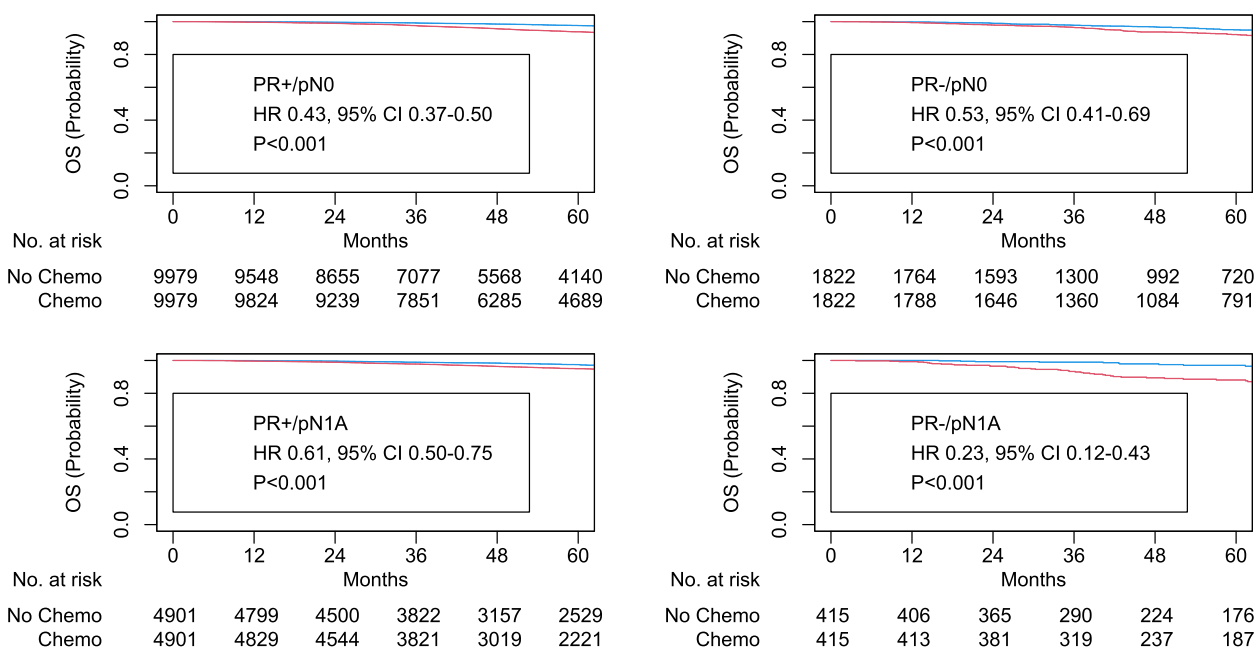 OS (Probability)
0.8
0.4
0.0
PR+/pN0
HR 0.43, 95% CI 0.37-0.50
P<0.001
0 12 24 36 48 60
No. at risk Months
No Chemo 9979 9548 8655 7077 5568 4140
Chemo 9979 9824 9239 7851 6285 4689
OS (Probability)
0.8
0.4
0.0
PR-/pN0
HR 0.53, 95% CI 0.41-0.69
P<0.001
0 12 24 36 48 60
No. at risk Months
No Chemo 1822 1764 1593 1300 992 720
Chemo 1822 1788 1646 1360 1084 791
OS (Probability)
0.8
0.4
0.0
PR+/pN1A
HR 0.61, 95% CI 0.50-0.75
P<0.001
0 12 24 36 48 60
No. at risk Months
No Chemo 4901 4799 4500 3822 3157 2529
Chemo 4901 4829 4544 3821 3019 2221
OS (Probability)
0.8
0.4
0.0
PR-/pN1A
HR 0.23, 95% CI 0.12-0.43
P<0.001
0 12 24 36 48 60
No. at risk Months
No Chemo 415 406 365 290 224 176
Chemo 415 413 381 319 237 187